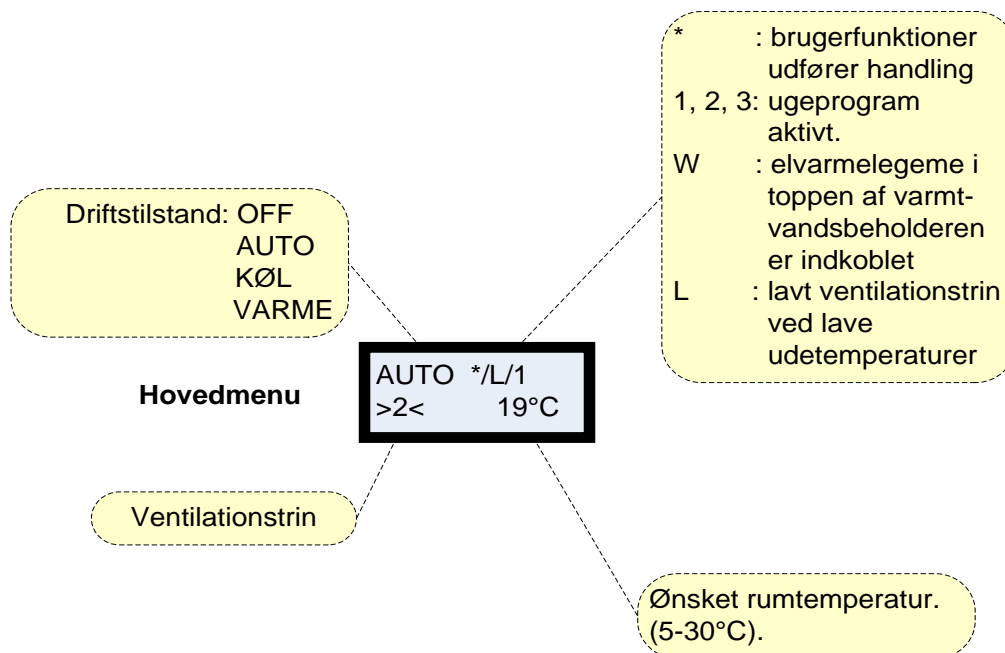 * : brugerfunktioner
udfører handling
1, 2, 3: ugeprogram
aktivt.
W : elvarmelegeme i
toppen af varmt-
vandsbeholderen
er indkoblet
L : lavt ventilationstrin
ved lave
udetemperaturer
Driftstilstand: OFF
AUTO
KØL
VARME
Hovedmenu
AUTO */L/1
>2< 19°C
Ventilationstrin
Ønsket rumtemperatur.
(5-30°C).